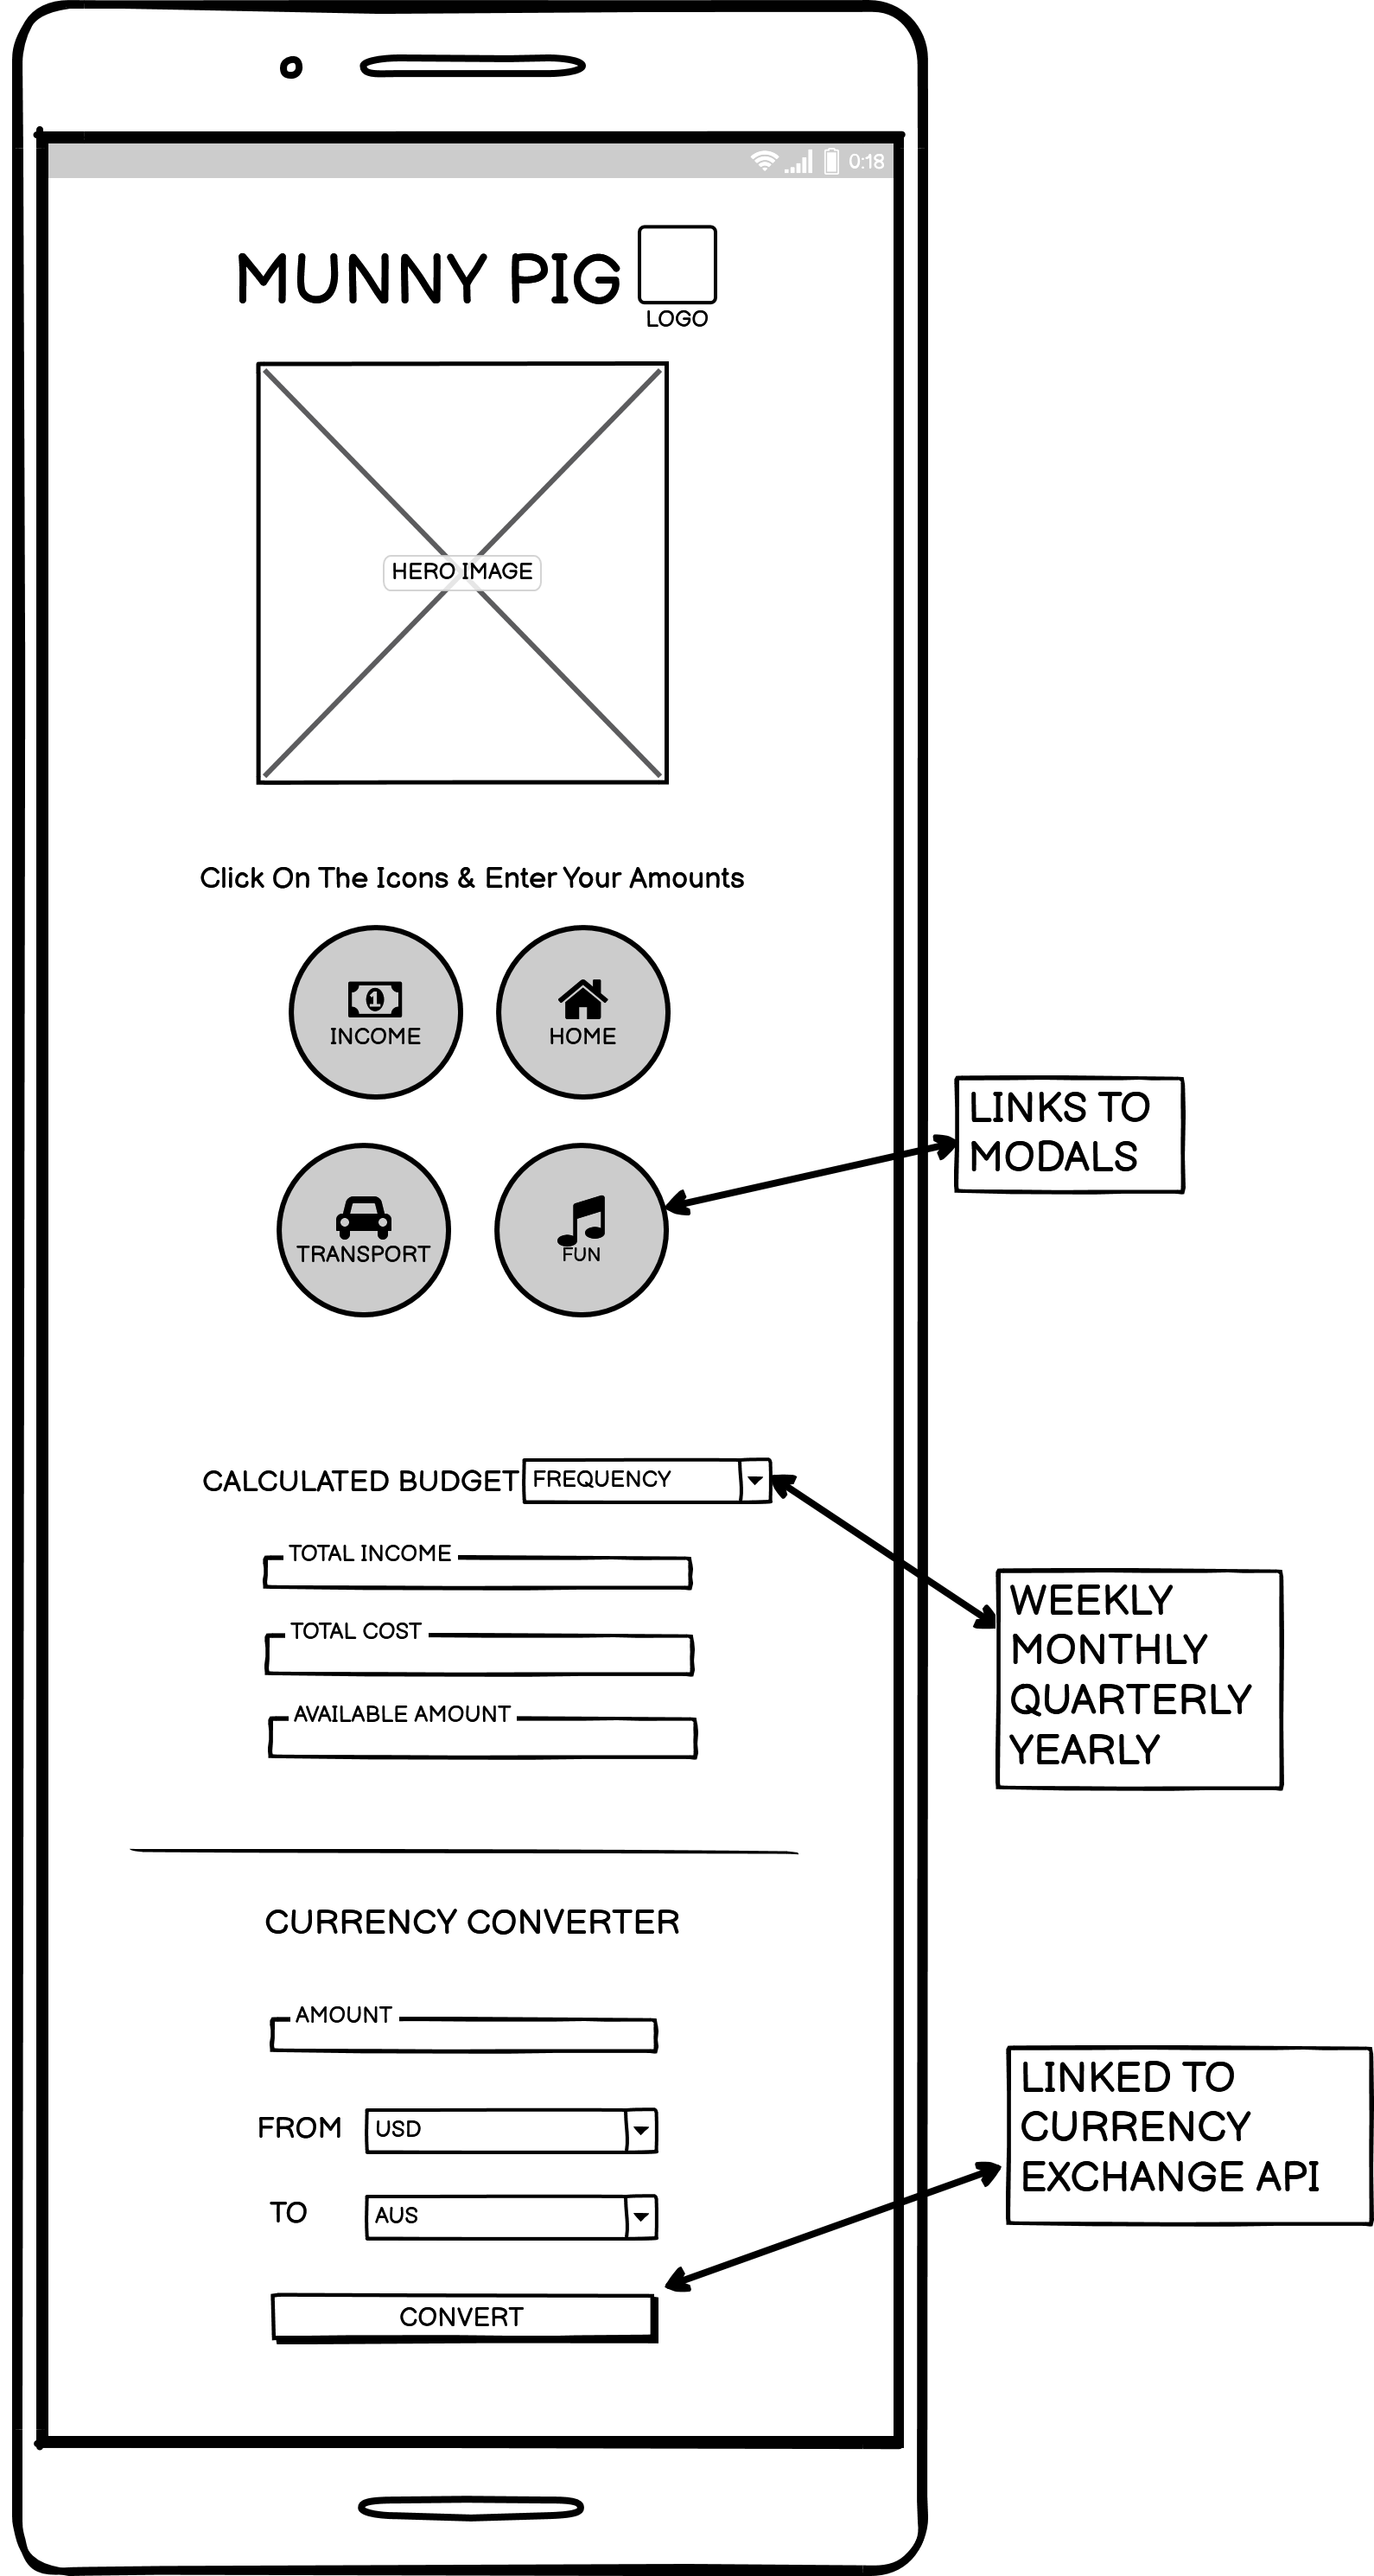 0:18
MUNNY PIG
LOGO
HERO IMAGE
Click On The Icons & Enter Your Amounts
1
INCOME
HOME
LINKS TO
MODALS
TRANSPORT
FUN
CALCULATED BUDGET
FREQUENCY
TOTAL INCOME
TOTAL COST
AVAILABLE AMOUNT
WEEKLY
MONTHLY
QUARTERLY
YEARLY
CURRENCY CONVERTER
AMOUNT
FROM
USD
TO
AUS
CONVERT
LINKED TO
CURRENCY
EXCHANGE API